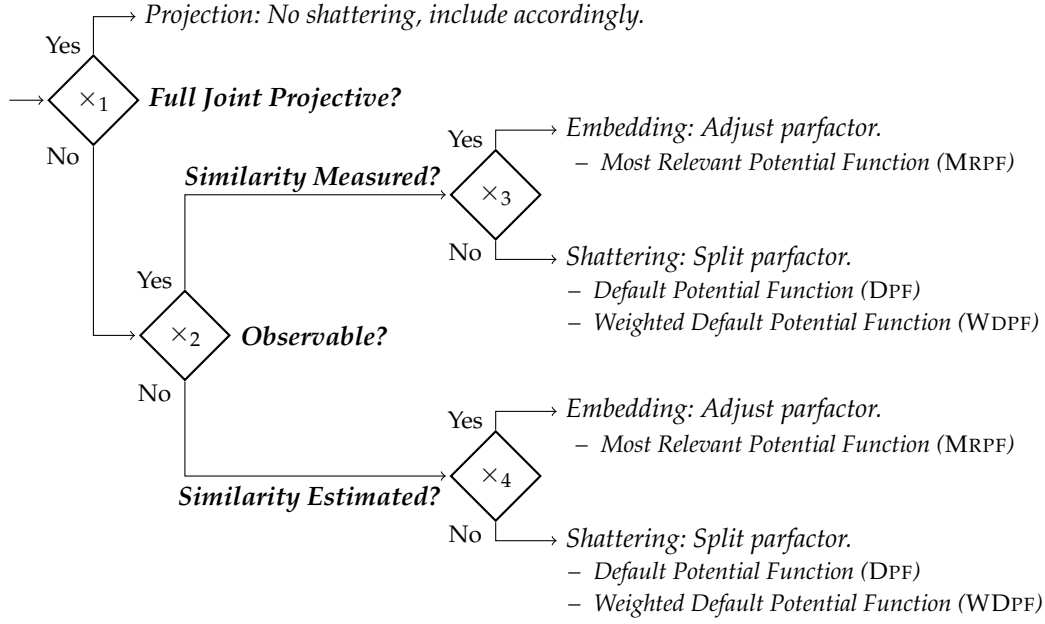 Projection: No shattering, include accordingly.
Yes
×1
Full Joint Projective?
No
Similarity Measured?
Yes
×3
Embedding: Adjust parfactor.
– Most Relevant Potential Function (MRPF)
No
Shattering: Split parfactor.
– Default Potential Function (DPF)
– Weighted Default Potential Function (WDPF)
Yes
×2
Observable?
No
Similarity Estimated?
Yes
×4
Embedding: Adjust parfactor.
– Most Relevant Potential Function (MRPF)
No
Shattering: Split parfactor.
– Default Potential Function (DPF)
– Weighted Default Potential Function (WDPF)